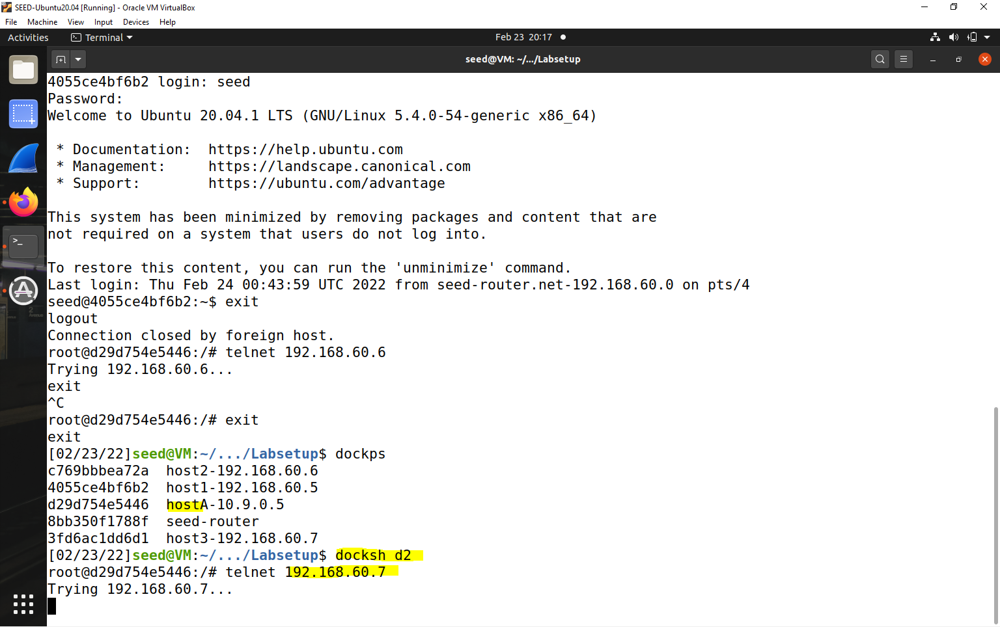 SEED-Ubuntu20.04 [Running] - Oracle VM VirtualBox
File Machine View Input Devices Help
Activities Terminal Feb 23 20:17
seed@VM: ~/.../Labsetup
4055ce4bf6b2 login: seed
Password:
Welcome to Ubuntu 20.04.1 LTS (GNU/Linux 5.4.0-54-generic x86_64)
* Documentation: https://help.ubuntu.com
* Management: https://landscape.canonical.com
* Support: https://ubuntu.com/advantage
This system has been minimized by removing packages and content that are
not required on a system that users do not log into.
To restore this content, you can run the 'unminimize' command.
Last login: Thu Feb 24 00:43:59 UTC 2022 from seed-router.net-192.168.60.0 on pts/4
seed@4055ce4bf6b2:~$ exit
logout
Connection closed by foreign host.
root@d29d754e5446:/# telnet 192.168.60.6
Trying 192.168.60.6...
exit
^C
root@d29d754e5446:/# exit
exit
[02/23/22]seed@VM:~/.../Labsetup$ dockps
c769bbbea72a host2-192.168.60.6
4055ce4bf6b2 host1-192.168.60.5
d29d754e5446 hostA-10.9.0.5
8bb350f1788f seed-router
3fd6ac1dd6d1 host3-192.168.60.7
[02/23/22]seed@VM:~/.../Labsetup$ docksh d2
root@d29d754e5446:/# telnet 192.168.60.7
Trying 192.168.60.7...